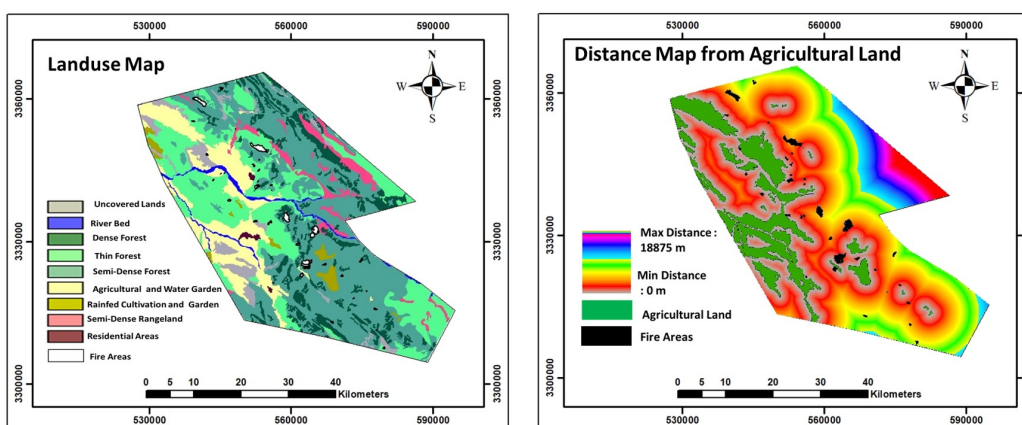 530000 560000 590000
Landuse Map
N
W E
S
3360000
3330000
3300000
Uncovered Lands
River Bed
Dense Forest
Thin Forest
Semi-Dense Forest
Agricultural and Water Garden
Rainfed Cultivation and Garden
Semi-Dense Rangeland
Residential Areas
Fire Areas
0 5 10 20 30 40
Kilometers
530000 560000 590000
530000 560000 590000
Distance Map from Agricultural Land
N
W E
S
3360000
3330000
3300000
Max Distance :
18875 m
Min Distance
: 0 m
Agricultural Land
Fire Areas
0 5 10 20 30 40
Kilometers
530000 560000 590000